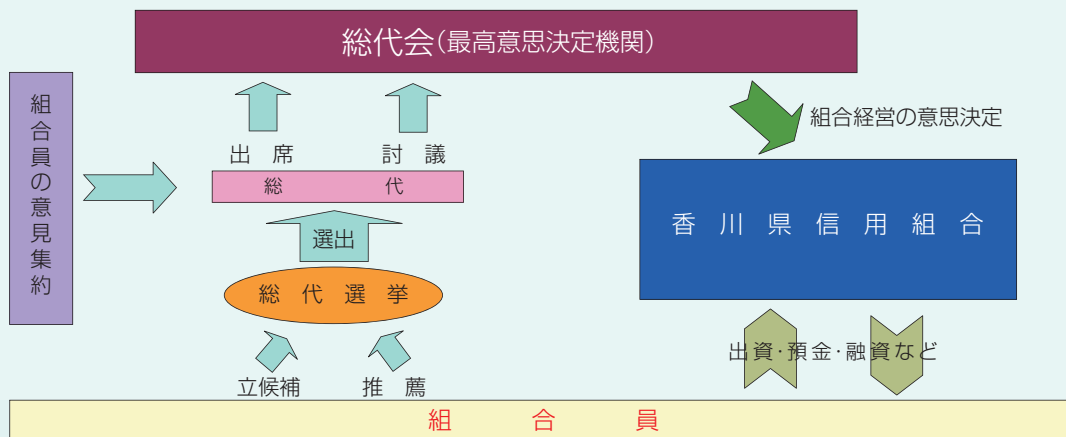 総代会(最高意思決定機関)
組合員の意見集約
出席
討議
総代
選出
総代選挙
立候補
推薦
組合経営の意思決定
香川県信用組合
出資・預金・融資など
組合員